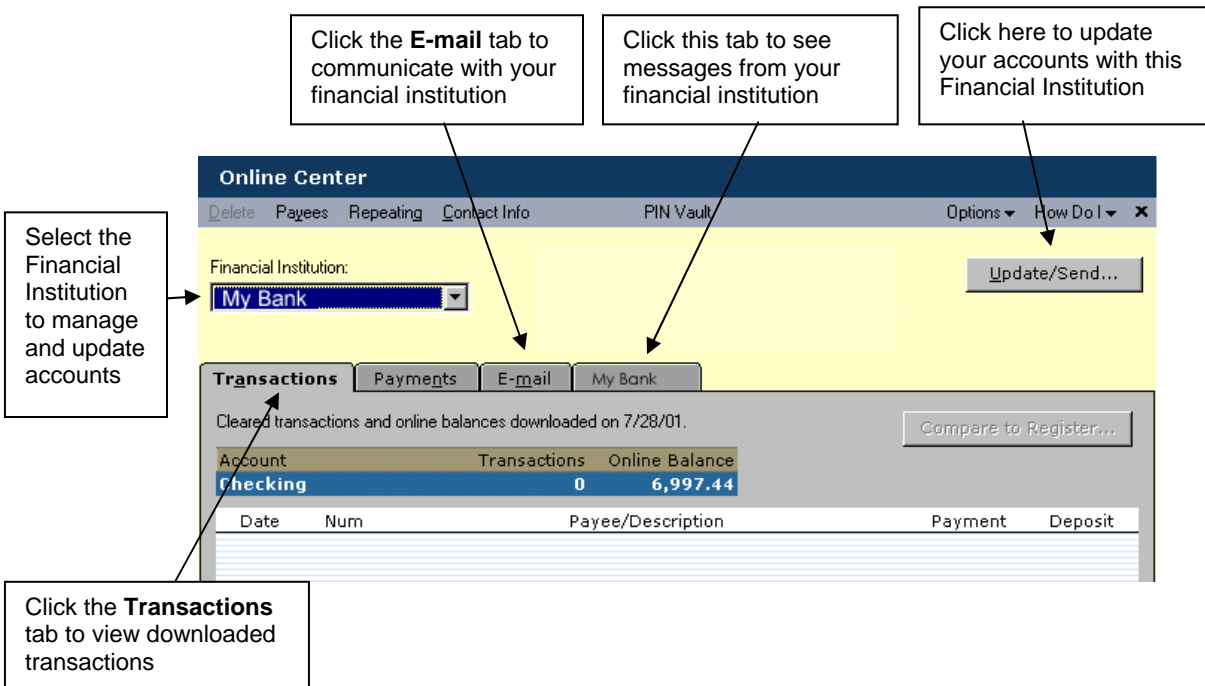 Click the E-mail tab to
communicate with your
financial institution
Click this tab to see
messages from your
financial institution
Click here to update
your accounts with this
Financial Institution
Select the
Financial
Institution
to manage
and update
accounts
Online Center
Delete Payees Repeating Contact Info PIN Vault Options How Do I
Financial Institution:
My Bank
Update/Send...
Transactions Payments E-mail My Bank
Cleared transactions and online balances downloaded on 7/28/01.
Compare to Register...
Account Transactions Online Balance
Checking 0 6,997.44
Date Num Payee/Description Payment Deposit
Click the Transactions
tab to view downloaded
transactions